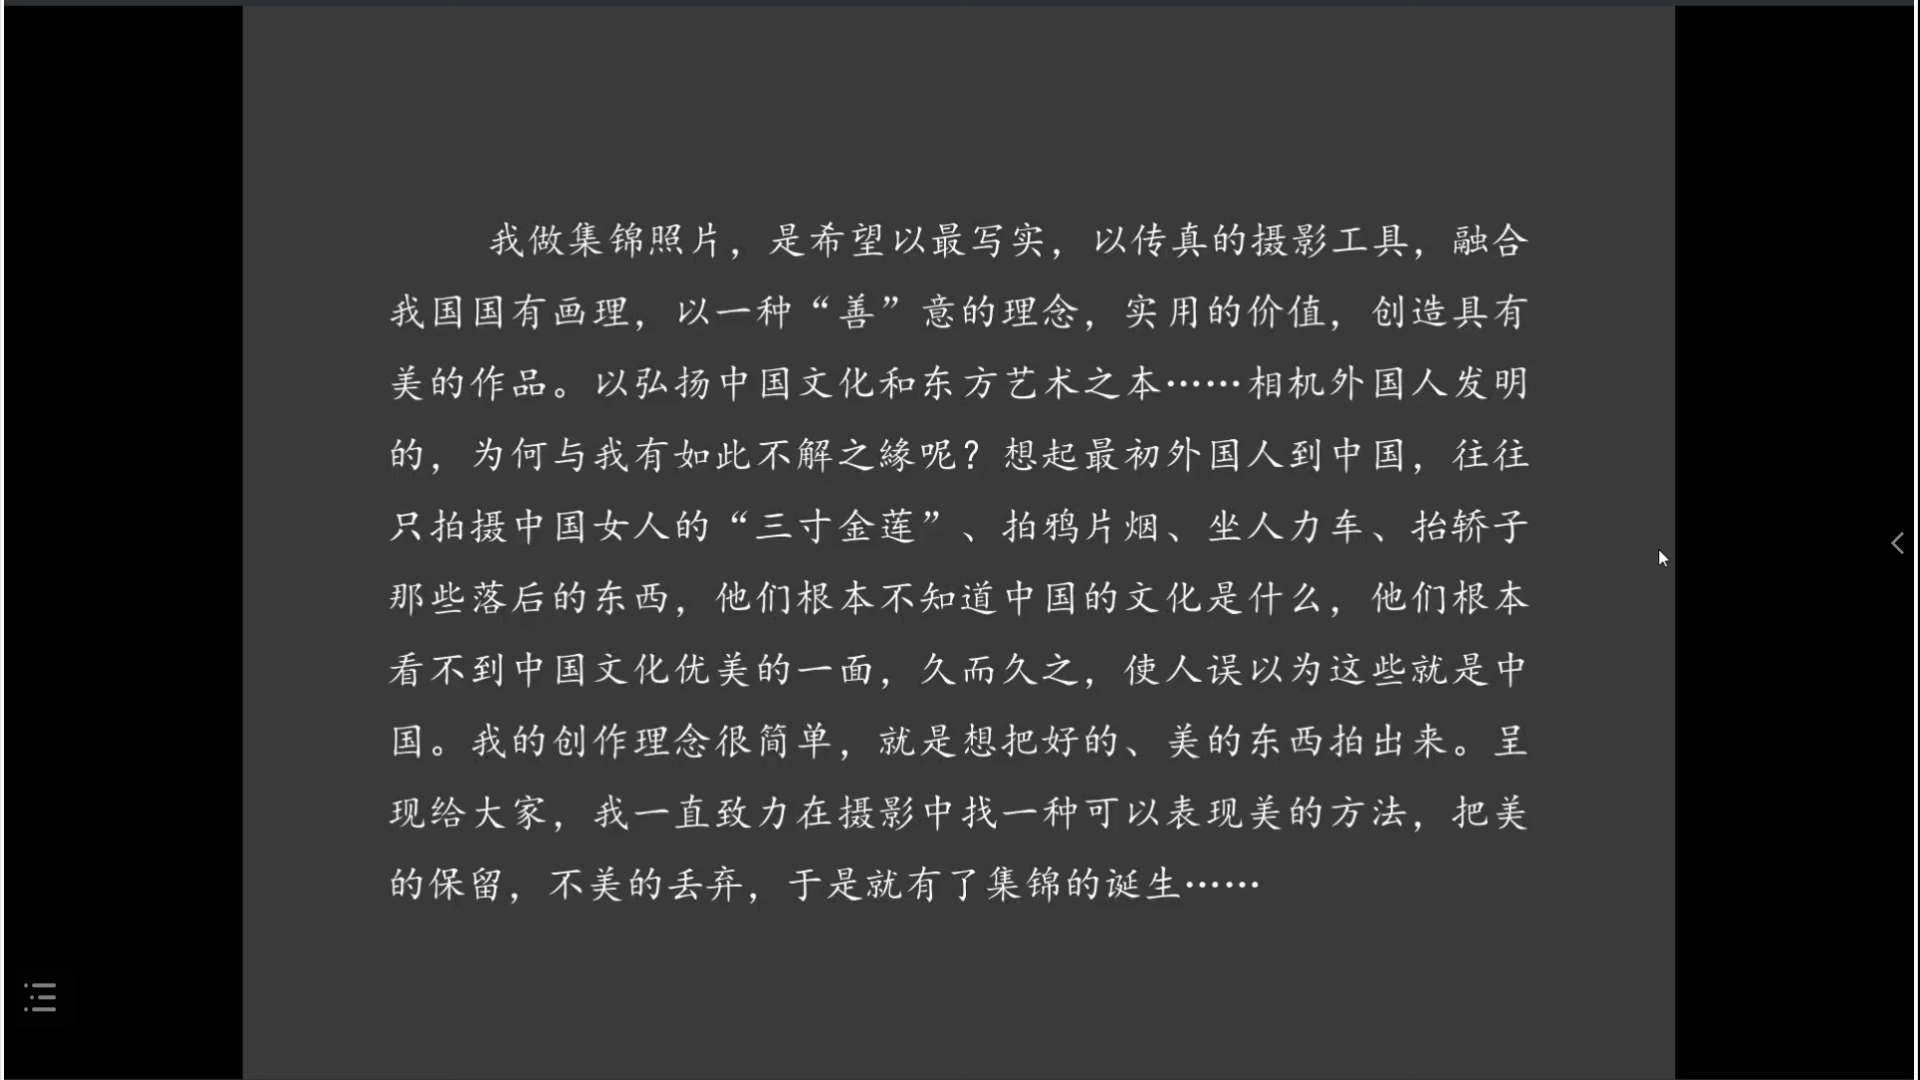 我做集锦照片，是希望以最写实，以传真的摄影工具，融合
我国国有画理，以一种“善”意的理念，实用的价值，创造具有
美的作品。以弘扬中国文化和东方艺术之本……相机外国人发明
的，为何与我有如此不解之緣呢？想起最初外国人到中国，往往
只拍摄中国女人的“三寸金莲”、拍鸦片烟、坐人力车、抬轿子
那些落后的东西，他们根本不知道中国的文化是什么，他们根本
看不到中国文化优美的一面，久而久之，使人误以为这些就是中
国。我的创作理念很简单，就是想把好的、美的东西拍出来。呈
现给大家，我一直致力在摄影中找一种可以表现美的方法，把美
的保留，不美的丢弃，于是就有了集锦的诞生……